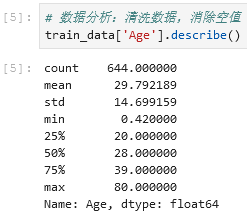 [5]: # 数据分析：清洗数据，消除空值
train_data['Age'].describe()
[5]: count    644.000000
mean      29.792189
std       14.699159
min        0.420000
25%       20.000000
50%       28.000000
75%       39.000000
max       80.000000
Name: Age, dtype: float64